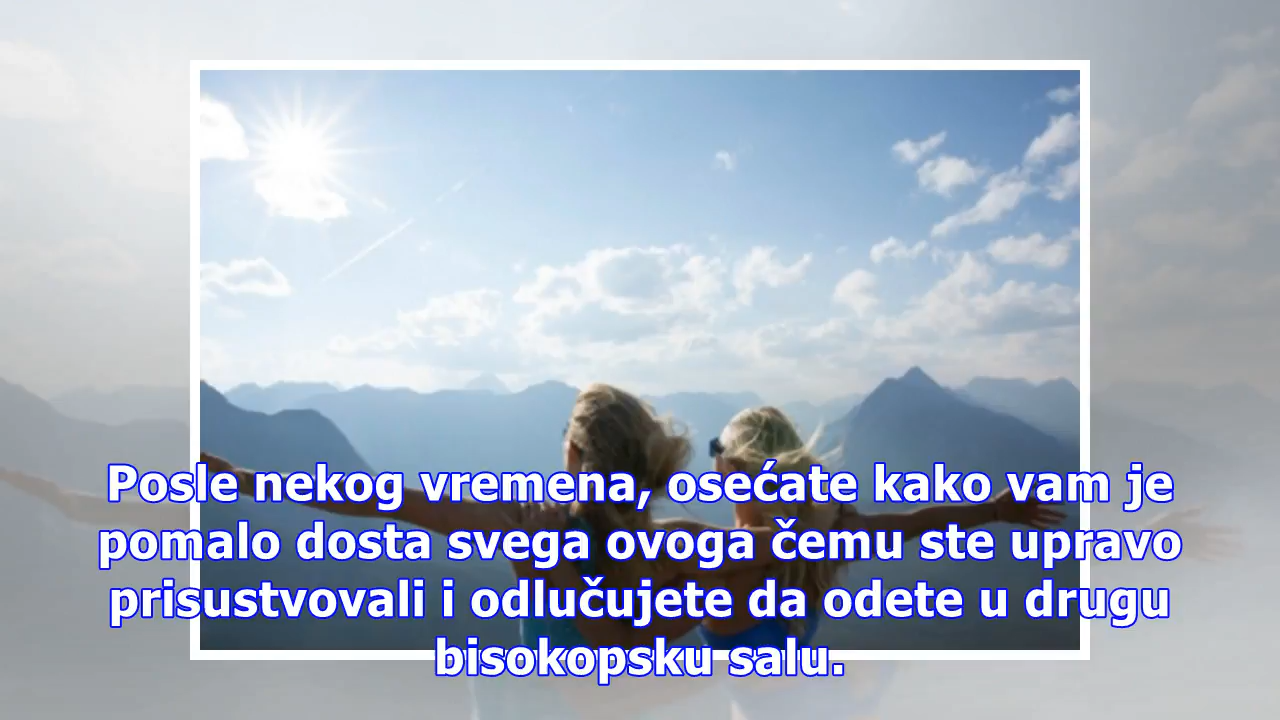 Posle nekog vremena, osećate kako vam je
pomalo dosta svega ovoga čemu ste upravo
prisustvovali i odlučujete da odete u drugu
bisokopsku salu.